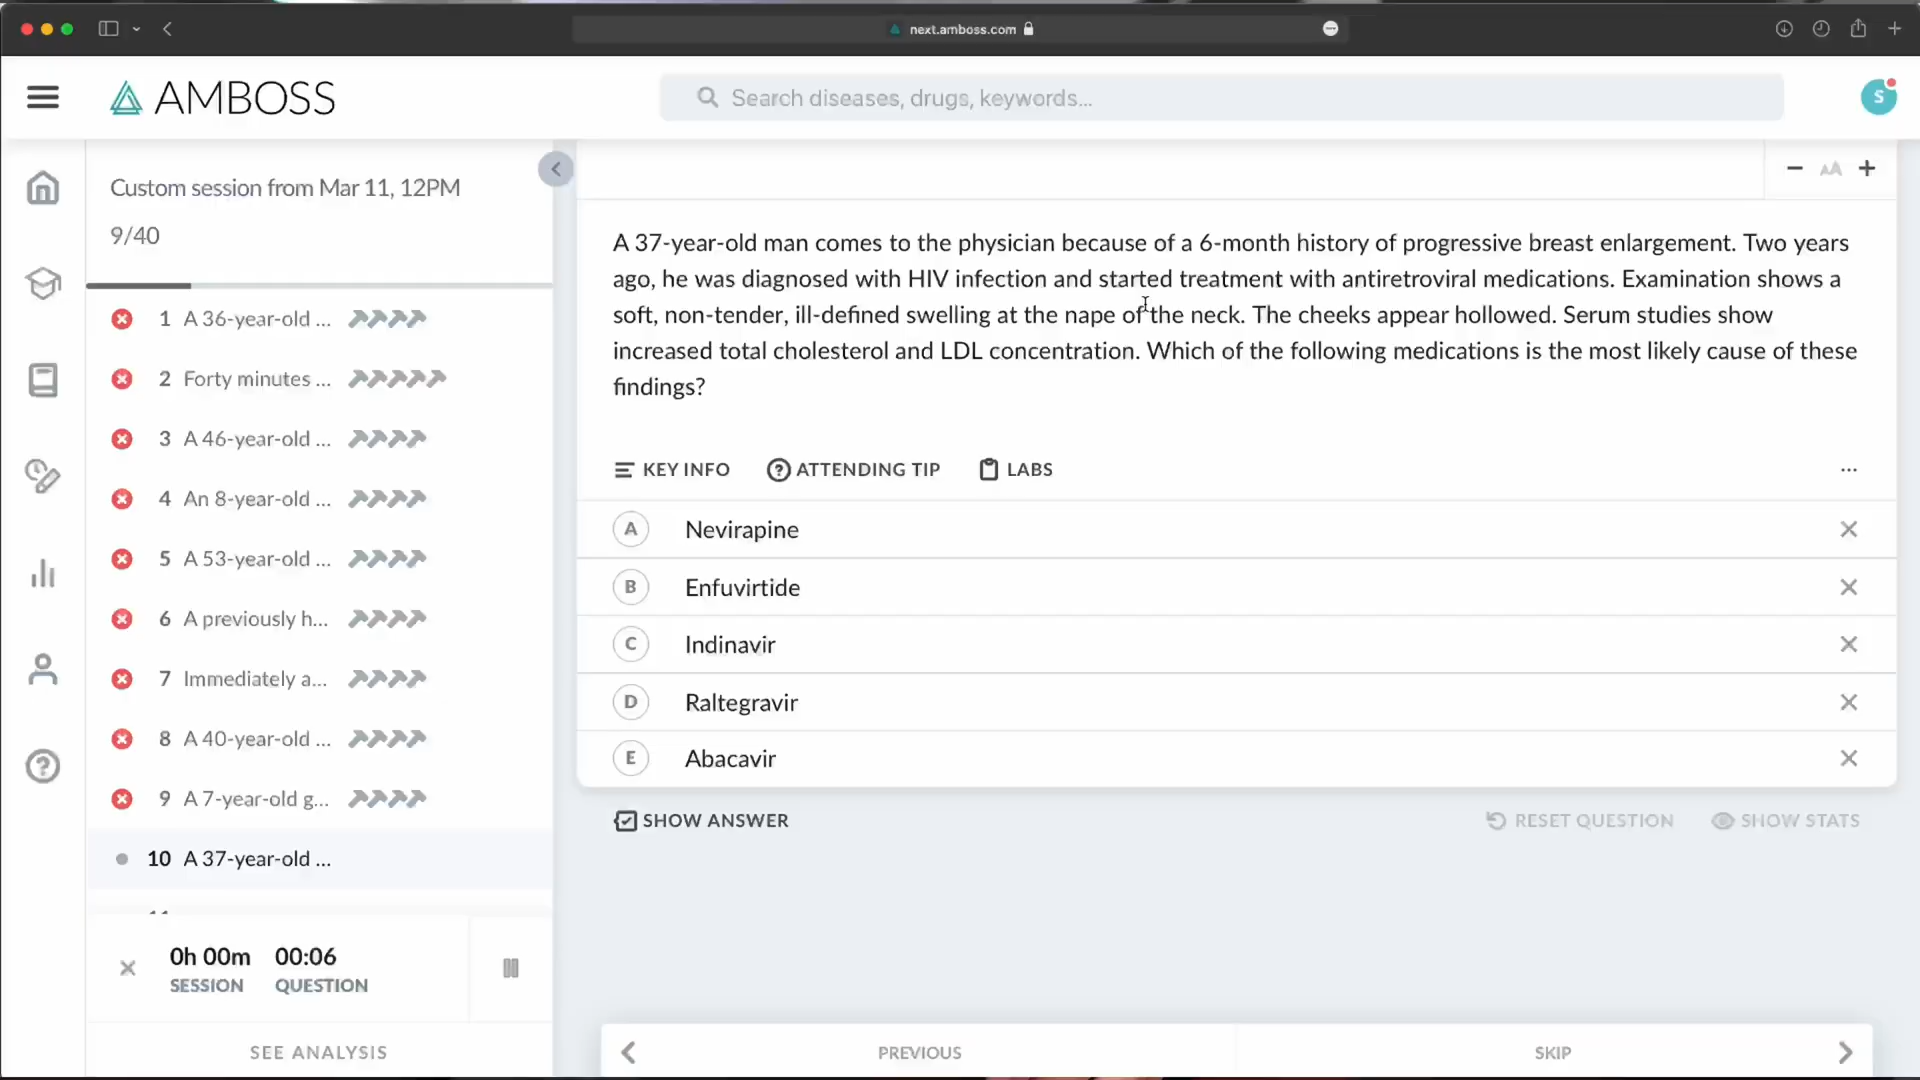 next.amboss.com
AMBOSS
Search diseases, drugs, keywords...
S
Custom session from Mar 11, 12PM
9/40
1 A 36-year-old ...
2 Forty minutes ...
3 A 46-year-old ...
4 An 8-year-old ...
5 A 53-year-old ...
6 A previously h...
7 Immediately a...
8 A 40-year-old ...
9 A 7-year-old g...
10 A 37-year-old ...
0h 00m 00:06
SESSION QUESTION
SEE ANALYSIS
AA
A 37-year-old man comes to the physician because of a 6-month history of progressive breast enlargement. Two years
ago, he was diagnosed with HIV infection and started treatment with antiretroviral medications. Examination shows a
soft, non-tender, ill-defined swelling at the nape of the neck. The cheeks appear hollowed. Serum studies show
increased total cholesterol and LDL concentration. Which of the following medications is the most likely cause of these
findings?
KEY INFO ATTENDING TIP LABS ...
A Nevirapine
B Enfuvirtide
C Indinavir
D Raltegravir
E Abacavir
SHOW ANSWER RESET QUESTION SHOW STATS
PREVIOUS SKIP